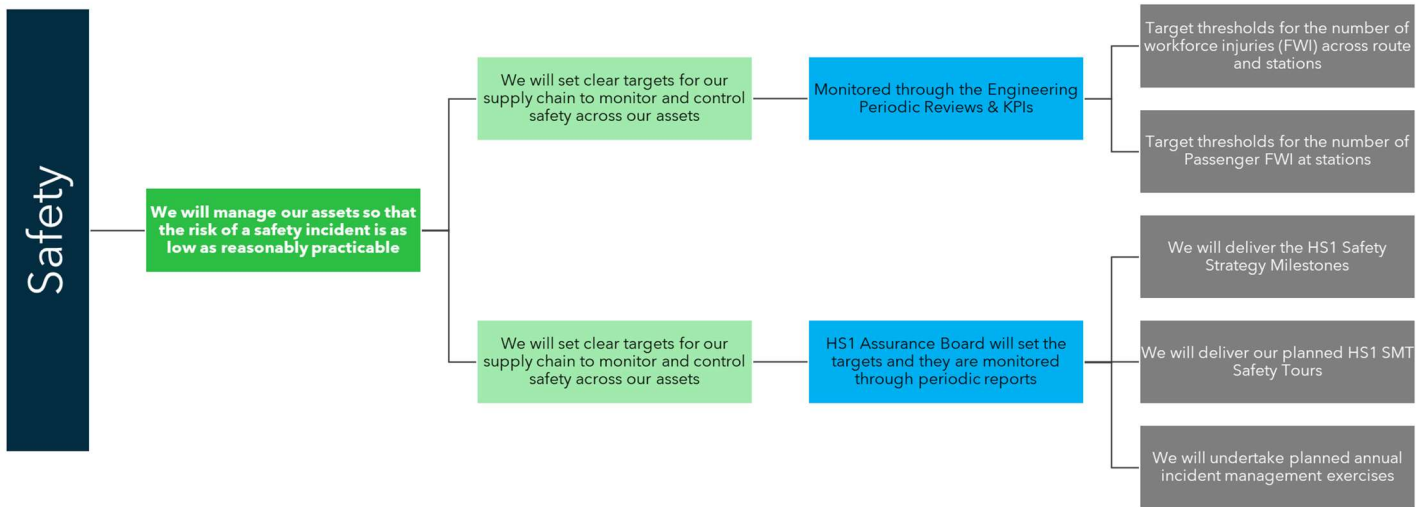 Safety
We will manage our assets so that
the risk of a safety incident is as
low as reasonably practicable
We will set clear targets for our
supply chain to monitor and control
safety across our assets
Monitored through the Engineering
Periodic Reviews & KPIs
Target thresholds for the number of
workforce injuries (FWI) across route
and stations
Target thresholds for the number of
Passenger FWI at stations
We will set clear targets for our
supply chain to monitor and control
safety across our assets
HS1 Assurance Board will set the
targets and they are monitored
through periodic reports
We will deliver the HS1 Safety
Strategy Milestones
We will deliver our planned HS1 SMT
Safety Tours
We will undertake planned annual
incident management exercises